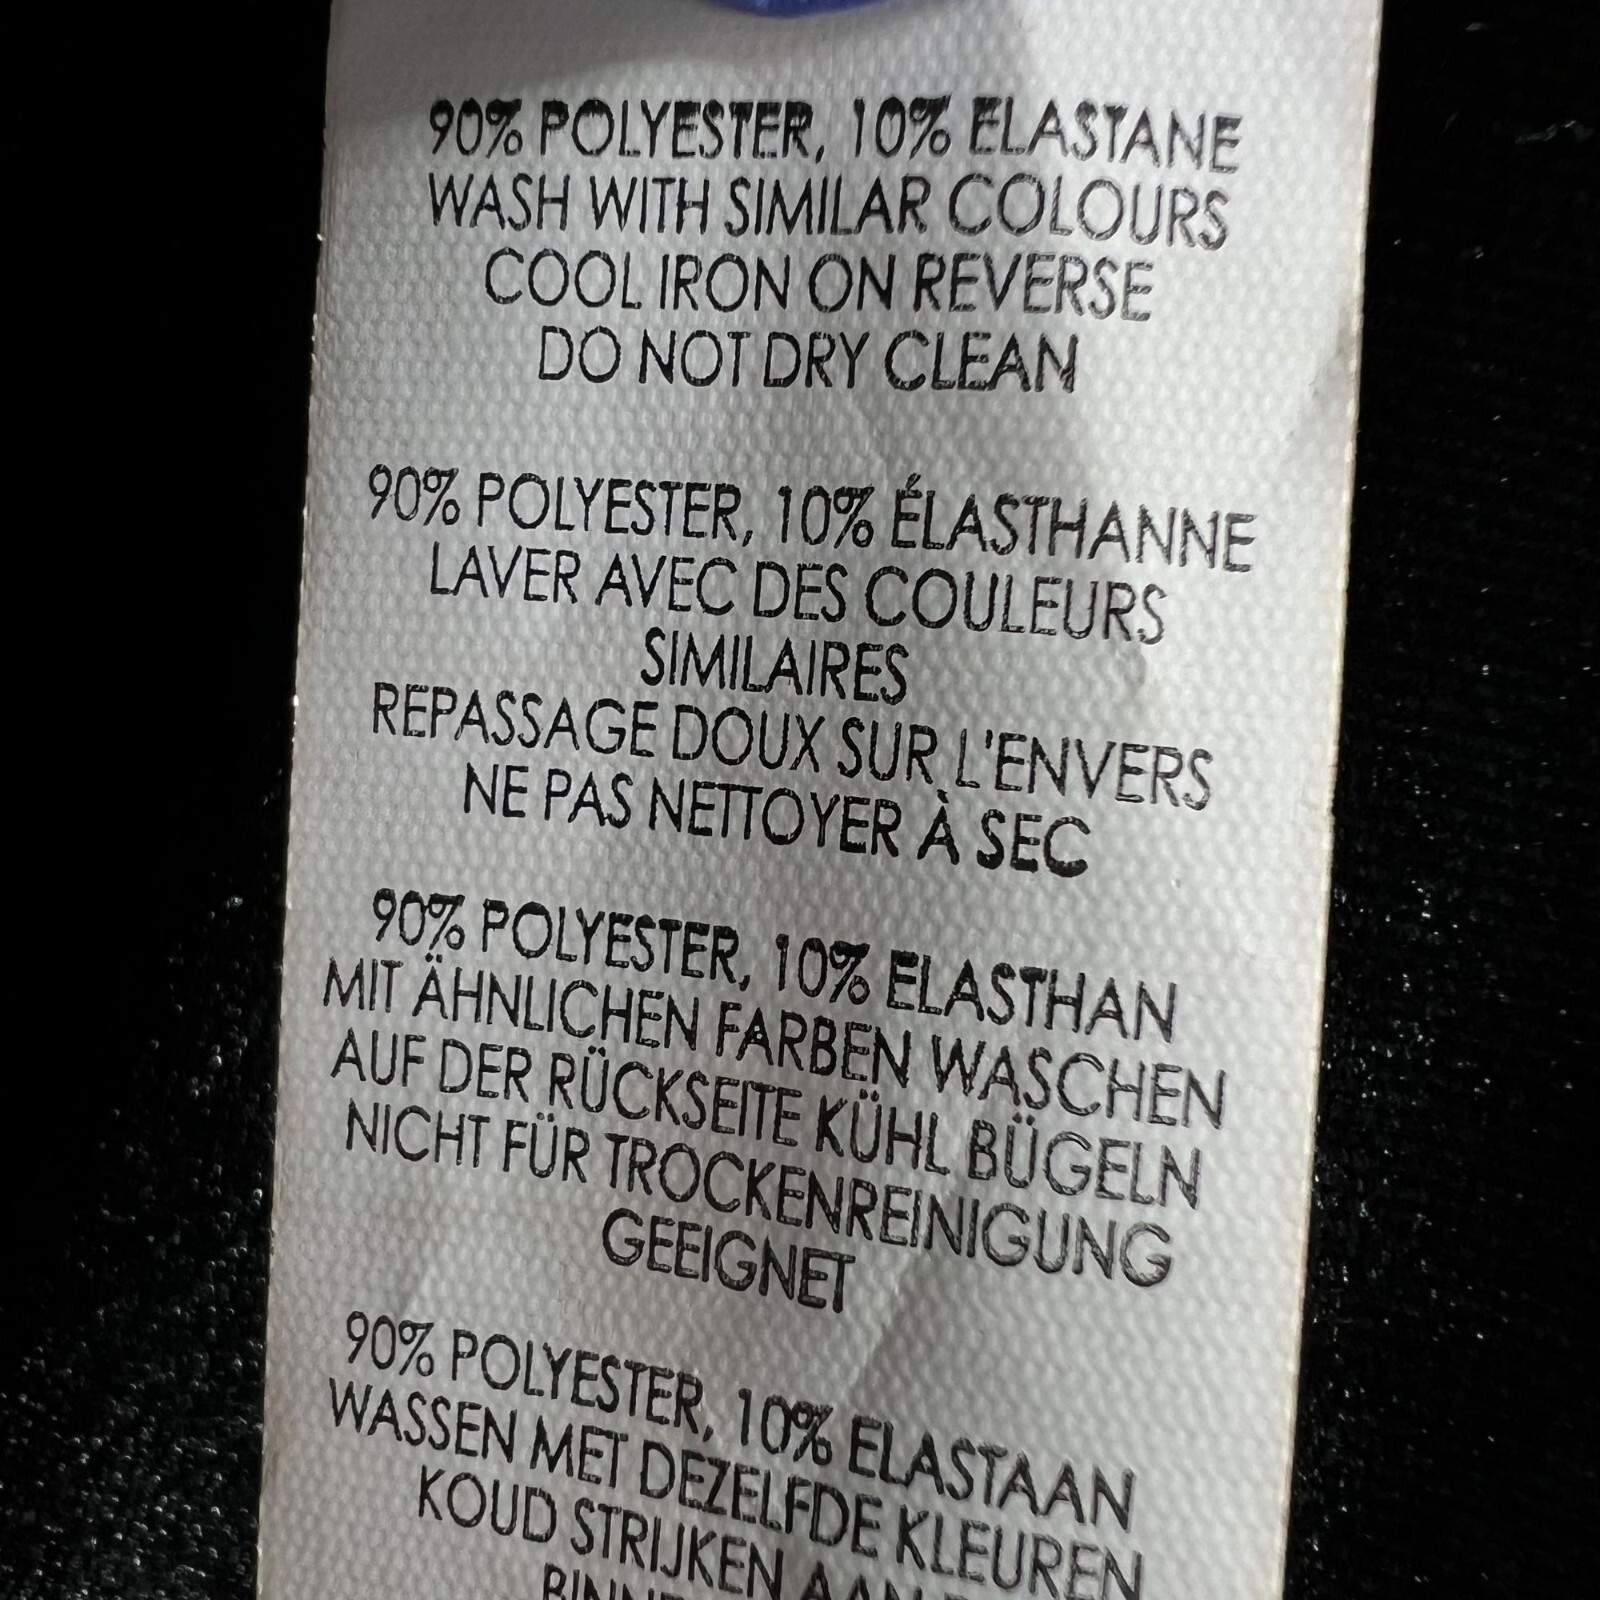 90% POLYESTER, 10% ELASTANE
WASH WITH SIMILAR COLOURS
COOL IRON ON REVERSE
DO NOT DRY CLEAN
90% POLYESTER, 10% ÉLASTHANNE
LAVER AVEC DES COULEURS
SIMILAIRES
REPASSAGE DOUX SUR L'ENVERS
NE PAS NETTOYER À SEC
90% POLYESTER, 10% ELASTHAN
MIT ÄHNLICHEN FARBEN WASCHEN
AUF DER RÜCKSEITE KÜHL BÜGELN
NICHT FÜR TROCKENREINIGUNG
GEEIGNET
90% POLYESTER, 10% ELASTAAN
WASSEN MET DEZELFDE KLEUREN
KOUD STRIJKEN AAN